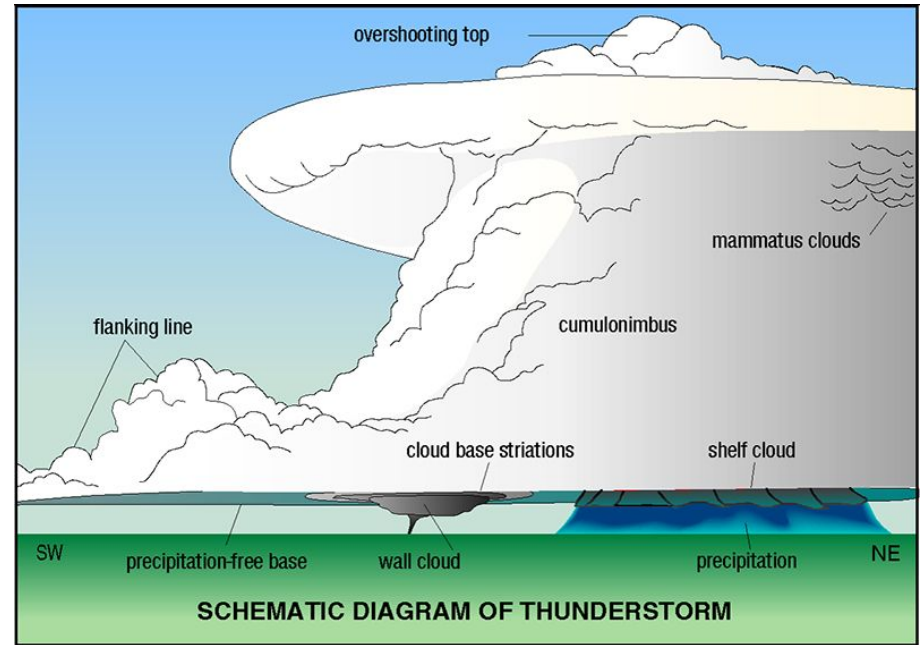 overshooting top
mammatus clouds
flanking line
cumulonimbus
cloud base striations
shelf cloud
SW
precipitation-free base
wall cloud
precipitation
NE
SCHEMATIC DIAGRAM OF THUNDERSTORM